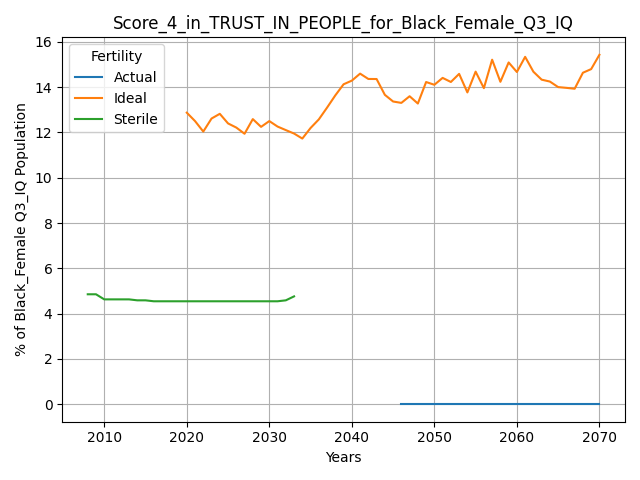 Score_4_in_TRUST_IN_PEOPLE_for_Black_Female_Q3_IQ
Fertility
Actual
Ideal
Sterile
% of Black_Female Q3_IQ Population
16
14
12
10
8
6
4
2
0
2010 2020 2030 2040 2050 2060 2070
Years